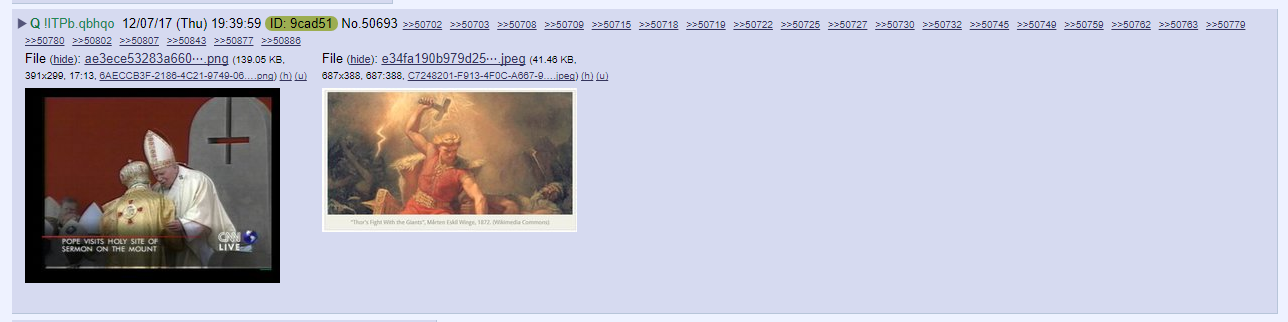 ▶ Q !ITPb.qbhqo 12/07/17 (Thu) 19:39:59 ID: 9cad51 No.50693 >>50702 >>50703 >>50708 >>50709 >>50715 >>50718 >>50719 >>50722 >>50725 >>50727 >>50730 >>50732 >>50745 >>50749 >>50759 >>50762 >>50763 >>50779
>>50780 >>50802 >>50807 >>50843 >>50877 >>50886
File (hide): ae3ece53283a660⋯.png (139.05 KB,
391x299, 17:13, 6AECCB3F-2186-4C21-9749-06….png) (h) (u)
File (hide): e34fa190b979d25⋯.jpeg (41.46 KB,
687x388, 687:388, C7248201-F913-4F0C-A667-9….jpeg) (h) (u)
POPE VISITS HOLY SITE OF
SERMON ON THE MOUNT
CNN
LIVE
"Thor's Fight With the Giants", Mårten Eskil Winge, 1872. (Wikimedia Commons)